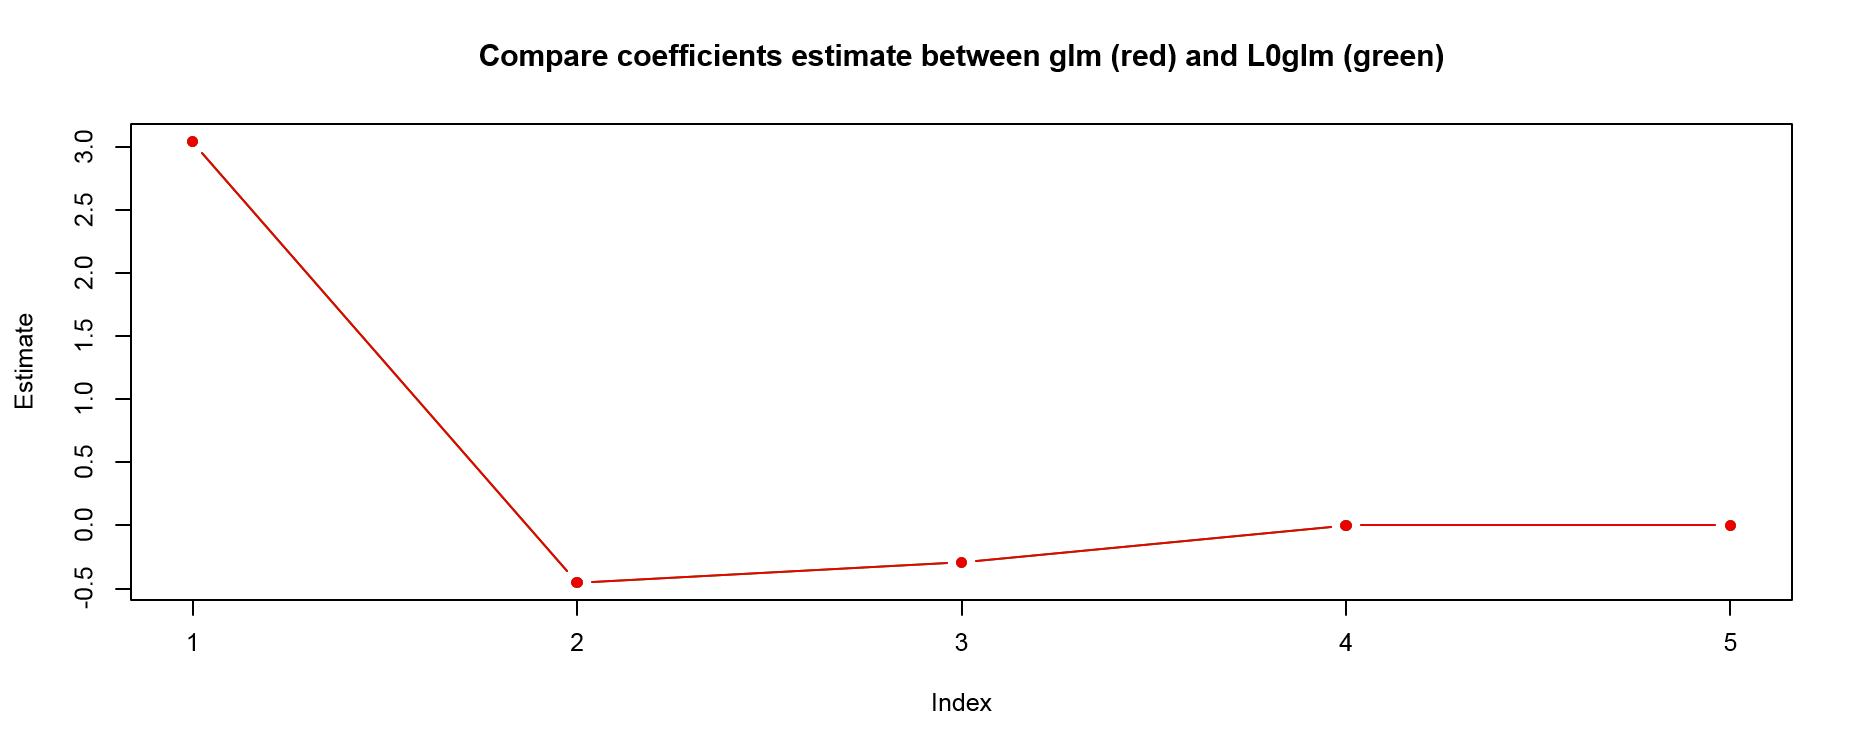 Compare coefficients estimate between glm (red) and L0glm (green)
Estimate
3.0
2.5
2.0
1.5
1.0
0.5
0.0
-0.5
1 2 3 4 5
Index